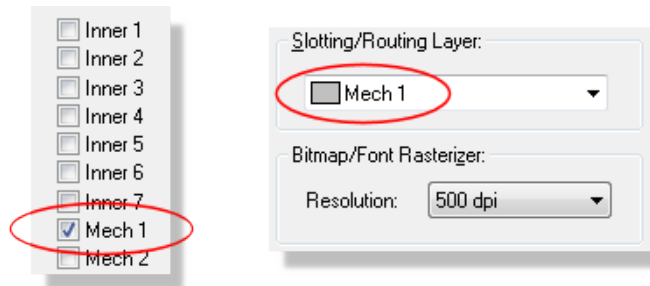 Inner 1
Inner 2
Inner 3
Inner 4
Inner 5
Inner 6
Inner 7
Mech 1
Mech 2
Slotting/Routing Layer:
Mech 1
Bitmap/Font Rasterizer:
Resolution: 500 dpi